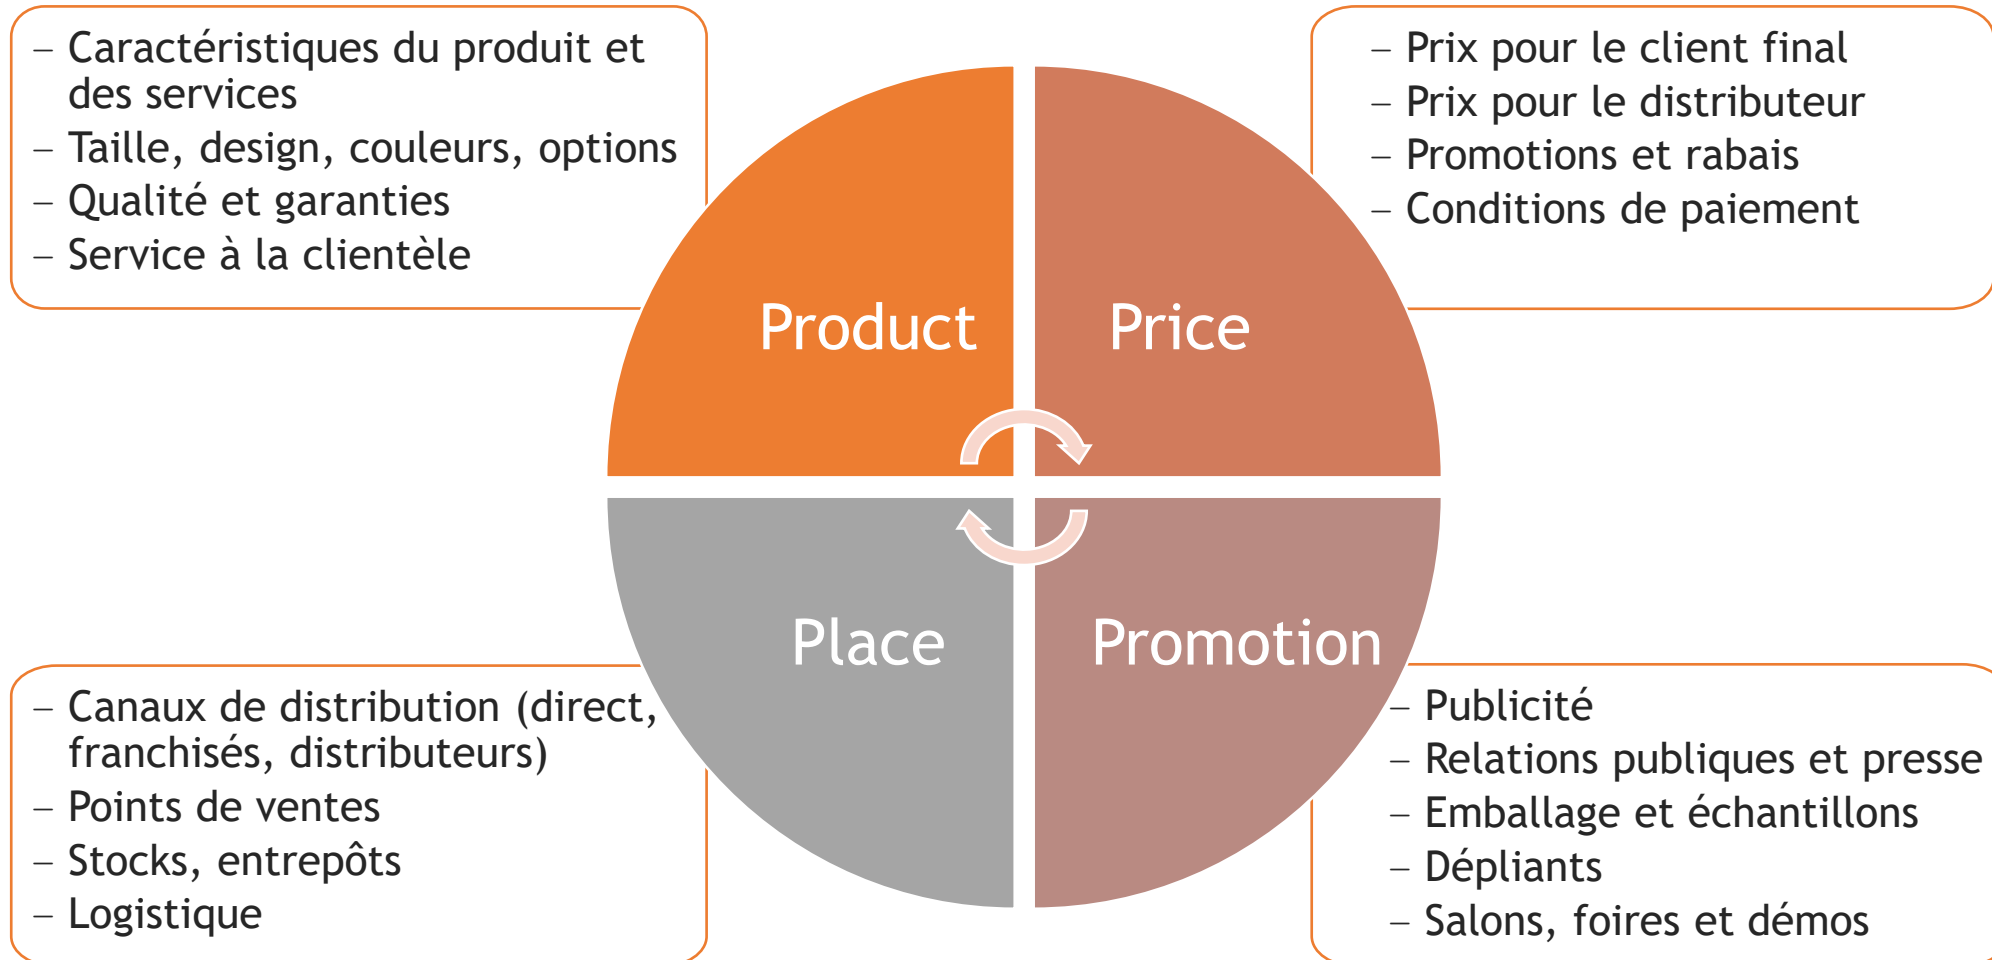 – Caractéristiques du produit et
des services
– Taille, design, couleurs, options
– Qualité et garanties
– Service à la clientèle
– Prix pour le client final
– Prix pour le distributeur
– Promotions et rabais
– Conditions de paiement
Product
Price
Place
Promotion
– Canaux de distribution (direct,
franchisés, distributeurs)
– Points de ventes
– Stocks, entrepôts
– Logistique
– Publicité
– Relations publiques et presse
– Emballage et échantillons
– Dépliants
– Salons, foires et démos